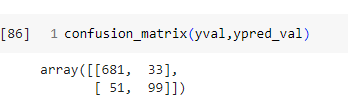 [86] 1 confusion_matrix(yval,ypred_val)
array([[681, 33],
[ 51, 99]])